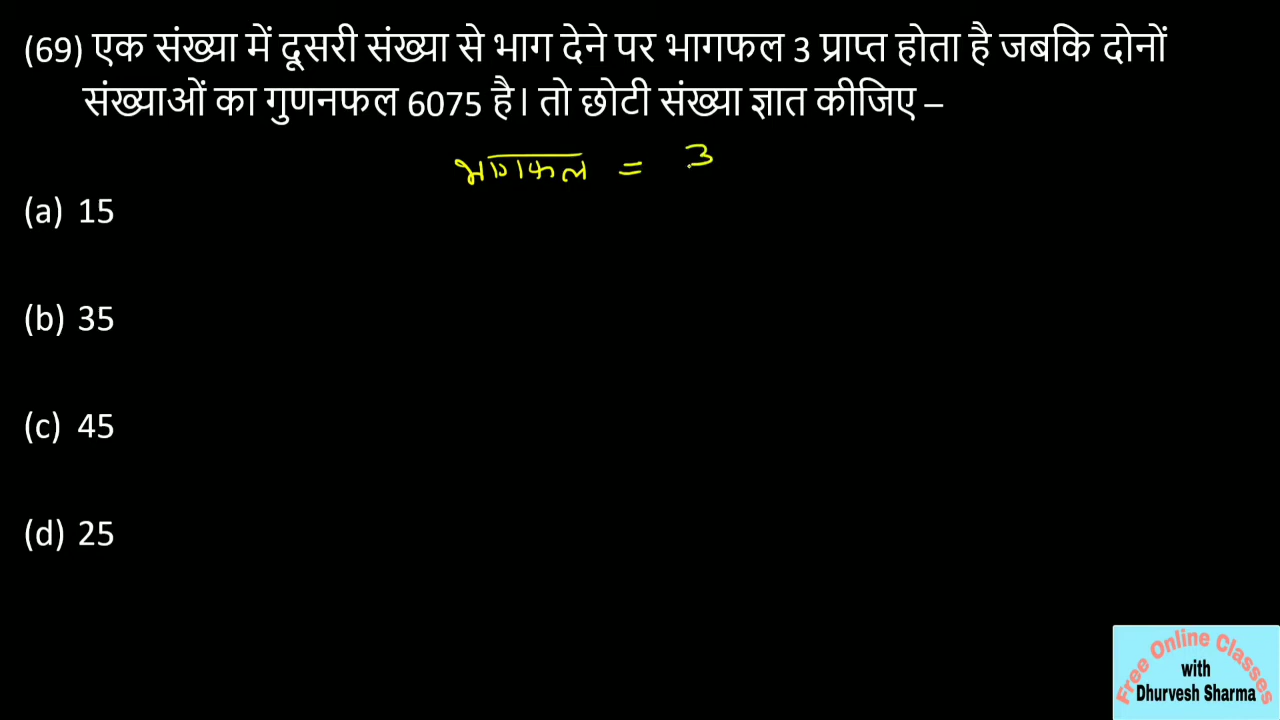 (69) एक संख्या में दूसरी संख्या से भाग देने पर भागफल 3 प्राप्त होता है जबकि दोनों
संख्याओं का गुणनफल 6075 है। तो छोटी संख्या ज्ञात कीजिए –
भागफल = 3
(a) 15
(b) 35
(c) 45
(d) 25
Free Online Classes
with
Dhurvesh Sharma